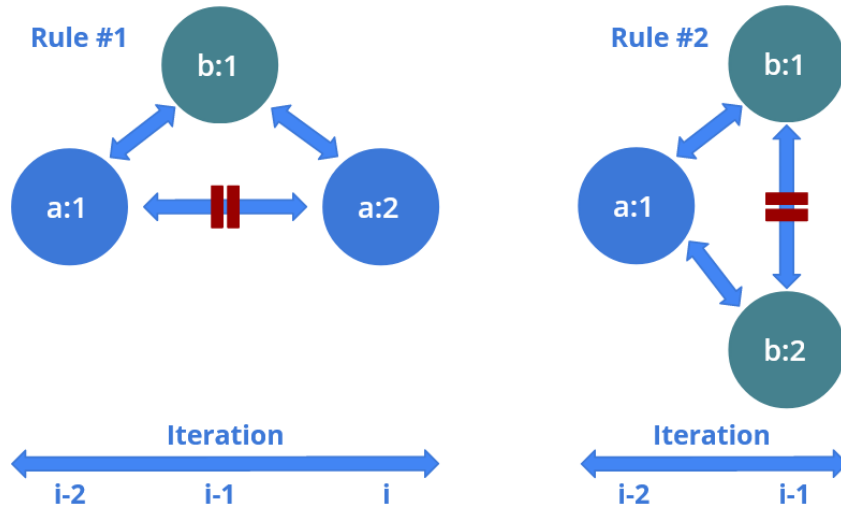 Rule #1
b:1
a:1
a:2
Iteration
i-2 i-1 i
Rule #2
b:1
a:1
b:2
Iteration
i-2 i-1